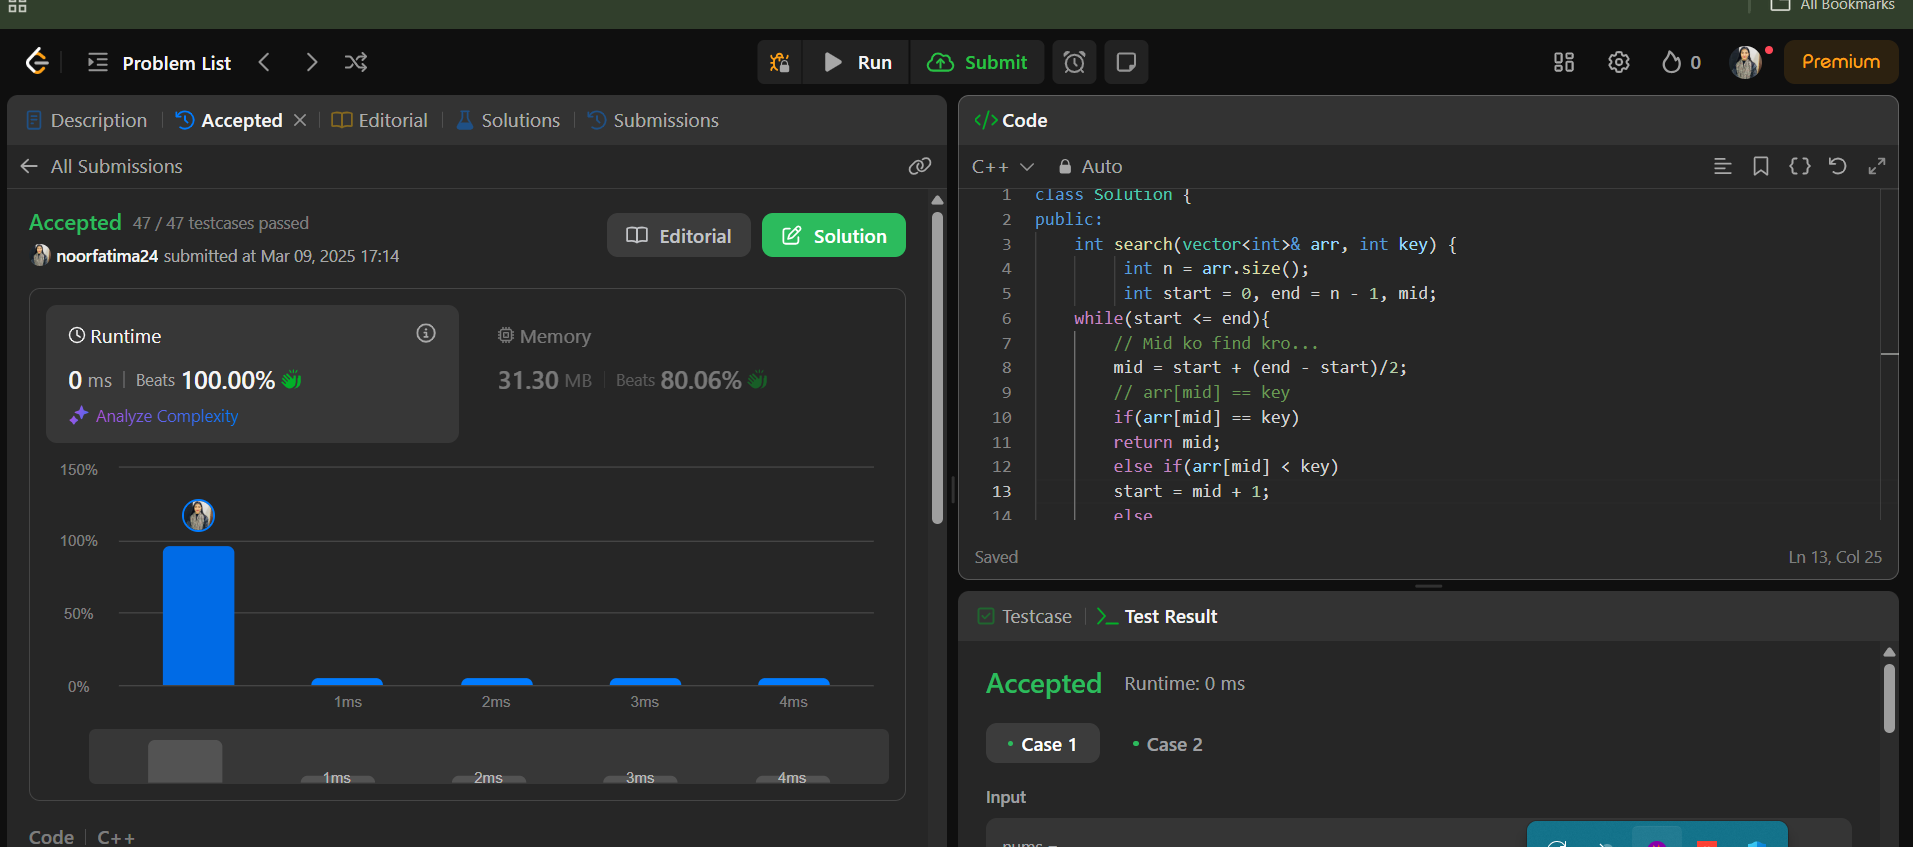 All Bookmarks
Problem List
Run
Submit
0
Premium
Description
Accepted
Editorial
Solutions
Submissions
All Submissions
Accepted 47 / 47 testcases passed
noorfatima24 submitted at Mar 09, 2025 17:14
Editorial
Solution
Runtime
0 ms | Beats 100.00%
Analyze Complexity
Memory
31.30 MB | Beats 80.06%
150%
100%
50%
0%
1ms 2ms 3ms 4ms
1ms 2ms 3ms 4ms
Code | C++
</> Code
C++ Auto
1 class Solution {
2 public:
3 int search(vector<int>& arr, int key) {
4 int n = arr.size();
5 int start = 0, end = n - 1, mid;
6 while(start <= end){
7 // Mid ko find kro...
8 mid = start + (end - start)/2;
9 // arr[mid] == key
10 if(arr[mid] == key)
11 return mid;
12 else if(arr[mid] < key)
13 start = mid + 1;
14 else
Saved
Ln 13, Col 25
Testcase
Test Result
Accepted Runtime: 0 ms
Case 1
Case 2
Input
nums =